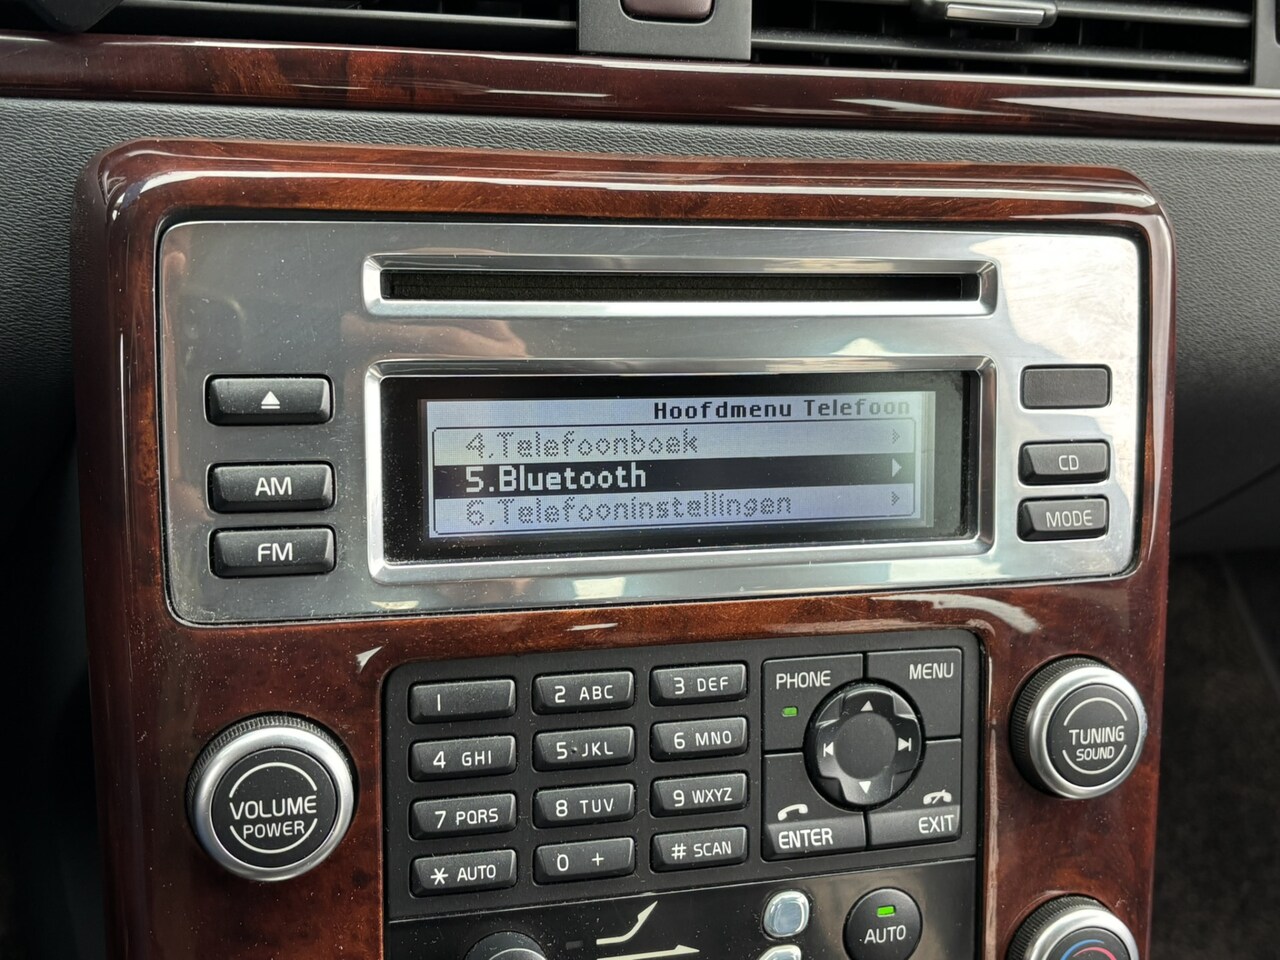 Hoofdmenu Telefoon
4.Telefoonboek
5.Bluetooth
6.Telefooninstellingen
AM
FM
CD
MODE
1
2 ABC
3 DEF
4 GHI
5 JKL
6 MNO
7 PQRS
8 TUV
9 WXYZ
* AUTO
0 +
# SCAN
PHONE
MENU
ENTER
EXIT
VOLUME
POWER
TUNING
SOUND
AUTO